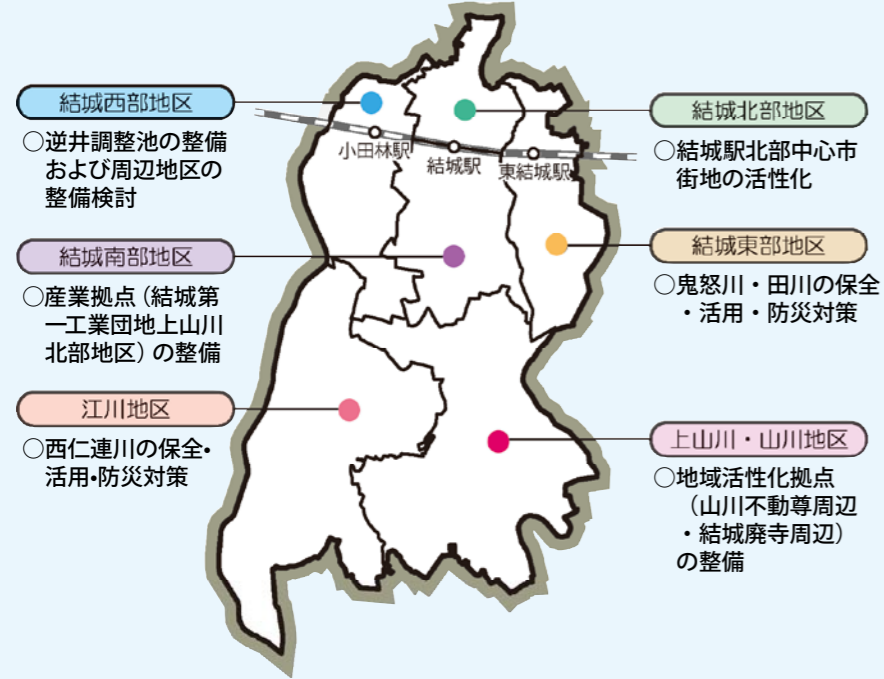 結城西部地区
○逆井調整池の整備
および周辺地区の
整備検討
結城南部地区
○産業拠点（結城第
一工業団地上山川
北部地区）の整備
江川地区
○西仁連川の保全・
活用・防災対策
小田林駅
結城駅
東結城駅
結城北部地区
○結城駅北部中心市
街地の活性化
結城東部地区
○鬼怒川・田川の保全
・活用・防災対策
上山川・山川地区
○地域活性化拠点
（山川不動尊周辺
・結城廃寺周辺）
の整備